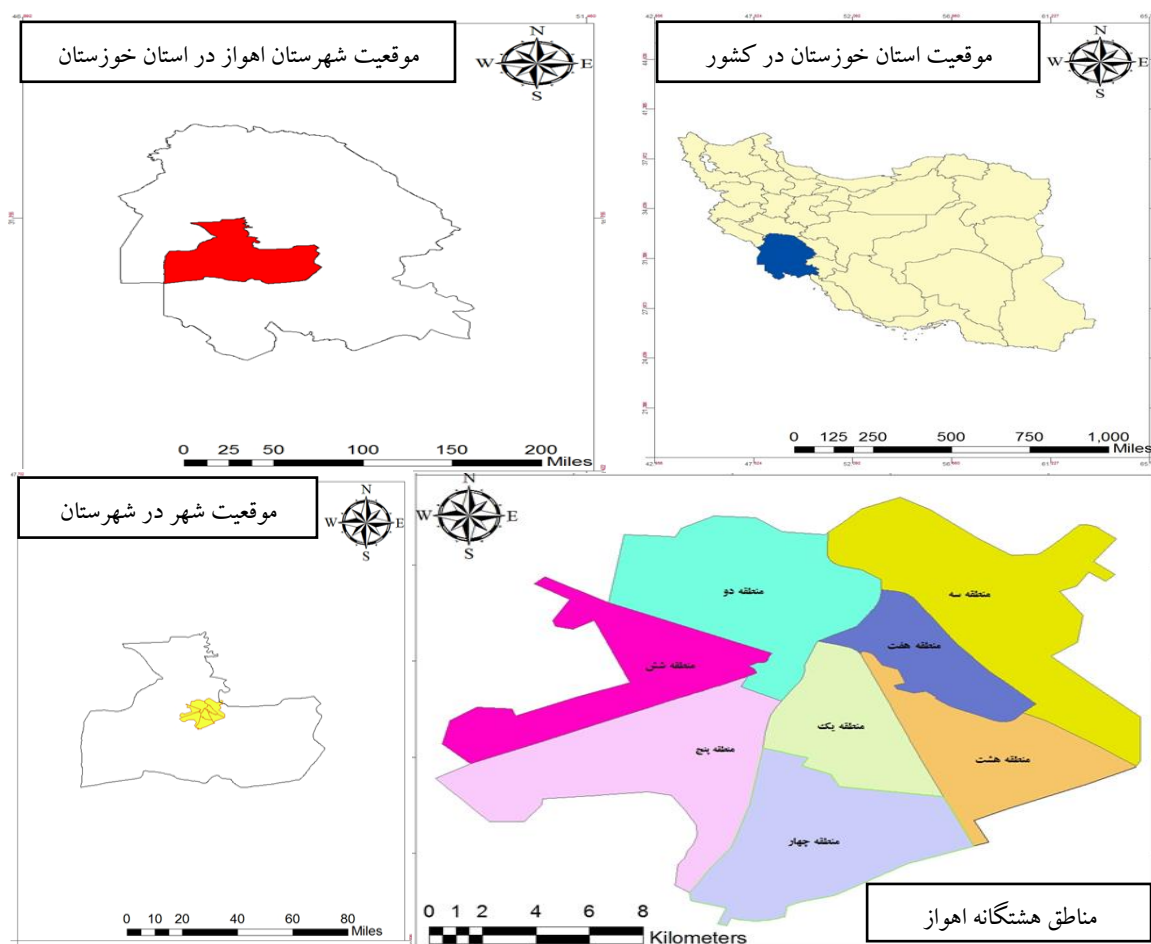 موقعیت استان خوزستان در کشور
N
W
E
S
0 125 250 500 750 1,000
Miles
موقعیت شهرستان اهواز در استان خوزستان
N
W
E
S
0 25 50 100 150 200
Miles
موقعیت شهر در شهرستان
N
W
E
S
0 10 20 40 60 80
Miles
N
W
E
S
منطقه دو
منطقه سه
منطقه هفت
منطقه شش
منطقه یک
منطقه پنج
منطقه هشت
منطقه چهار
0 1 2 4 6 8
Kilometers
مناطق هشتگانه اهواز